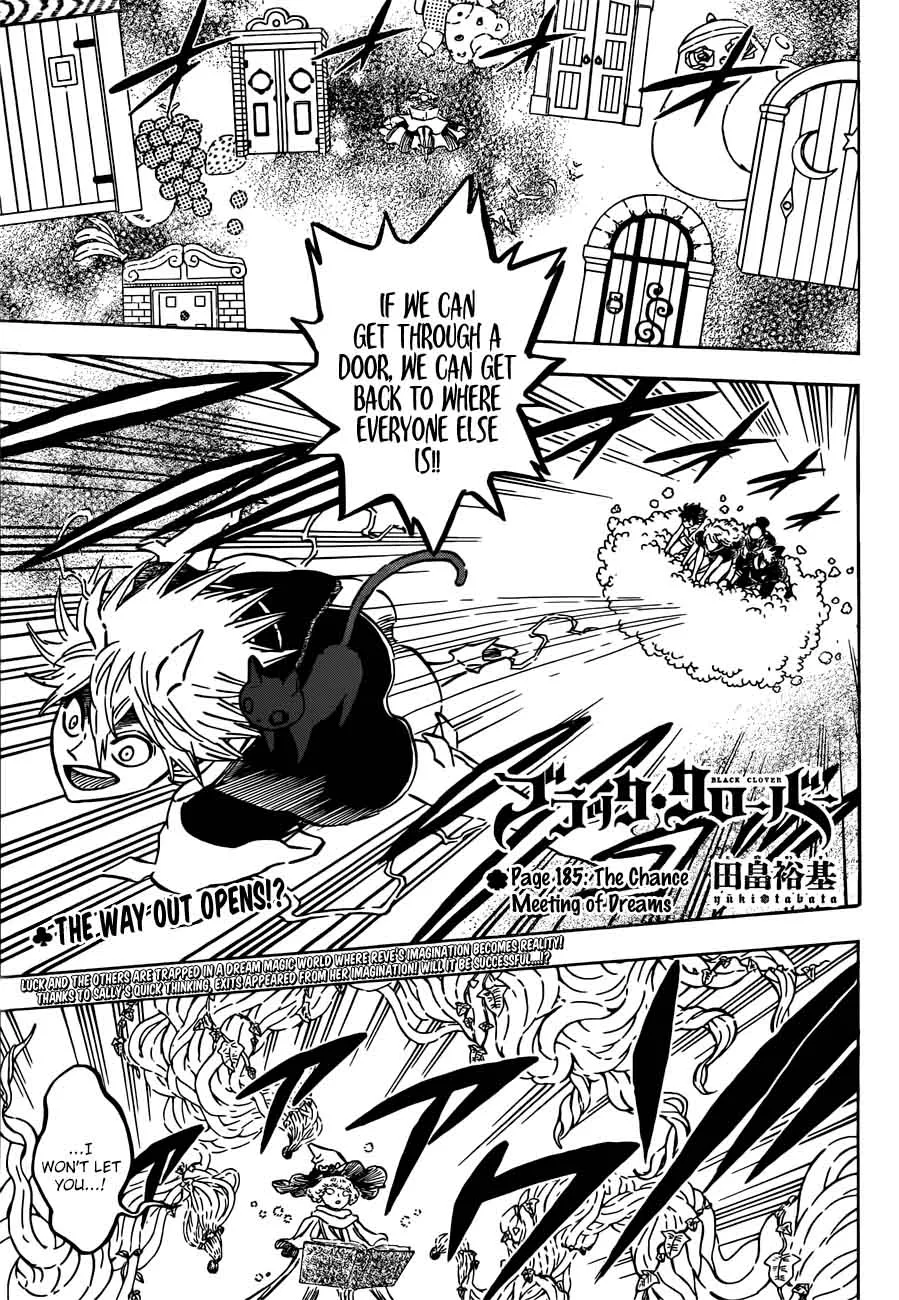 IF WE CAN
GET THROUGH A
DOOR, WE CAN GET
BACK TO WHERE
EVERYONE ELSE
IS!!
BLACK CLOVER
ブラック・クローバー
Page 185: The Chance
Meeting of Dreams
田畠裕基
yūki tabata
THE WAY OUT OPENS!?
LUCK AND THE OTHERS ARE TRAPPED IN A DREAM MAGIC WORLD WHERE REVE'S IMAGINATION BECOMES REALITY!
THANKS TO SALLY'S QUICK THINKING, EXITS APPEARED FROM HER IMAGINATION! WILL IT BE SUCCESSFUL...!?
...I
WON'T LET
YOU...!